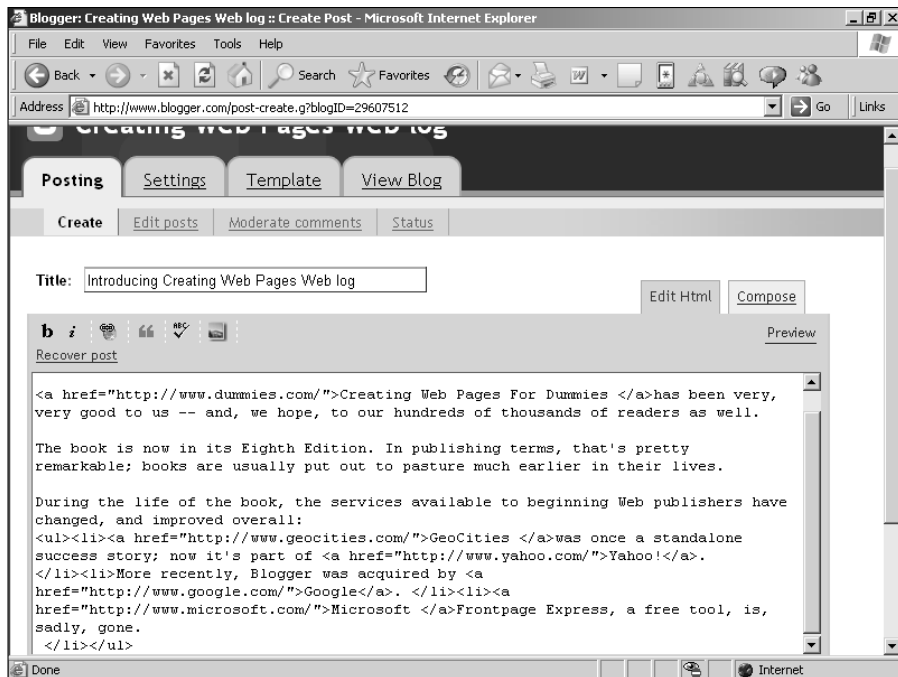 Blogger: Creating Web Pages Web log :: Create Post - Microsoft Internet Explorer
File Edit View Favorites Tools Help
Back Search Favorites W
Address http://www.blogger.com/post-create.g?blogID=29607512 Go Links
Creating Web Pages Web log
Posting Settings Template View Blog
Create Edit posts Moderate comments Status
Title: Introducing Creating Web Pages Web log
Edit Html Compose
b i ABC Preview
Recover post
<a href="http://www.dummies.com/">Creating Web Pages For Dummies </a>has been very,
very good to us -- and, we hope, to our hundreds of thousands of readers as well.
The book is now in its Eighth Edition. In publishing terms, that's pretty
remarkable; books are usually put out to pasture much earlier in their lives.
During the life of the book, the services available to beginning Web publishers have
changed, and improved overall:
<ul><li><a href="http://www.geocities.com/">GeoCities </a>was once a standalone
success story; now it's part of <a href="http://www.yahoo.com/">Yahoo!</a>.
</li><li>More recently, Blogger was acquired by <a
href="http://www.google.com/">Google</a>. </li><li><a
href="http://www.microsoft.com/">Microsoft </a>Frontpage Express, a free tool, is,
sadly, gone.
</li></ul>
Done Internet